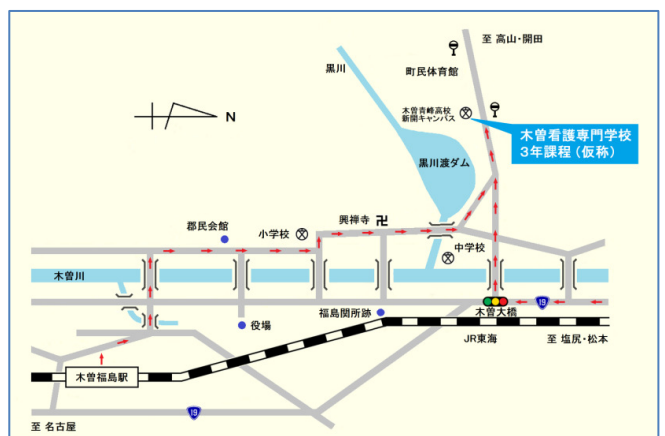 至 高山・開田
黒川
町民体育館
木曽青峰高校
新開キャンパス
木曽看護専門学校
3年課程（仮称）
N
黒川渡ダム
興禅寺
郡民会館
小学校
中学校
木曽川
19
福島関所跡
木曽大橋
役場
JR東海
至 塩尻・松本
木曽福島駅
19
至 名古屋